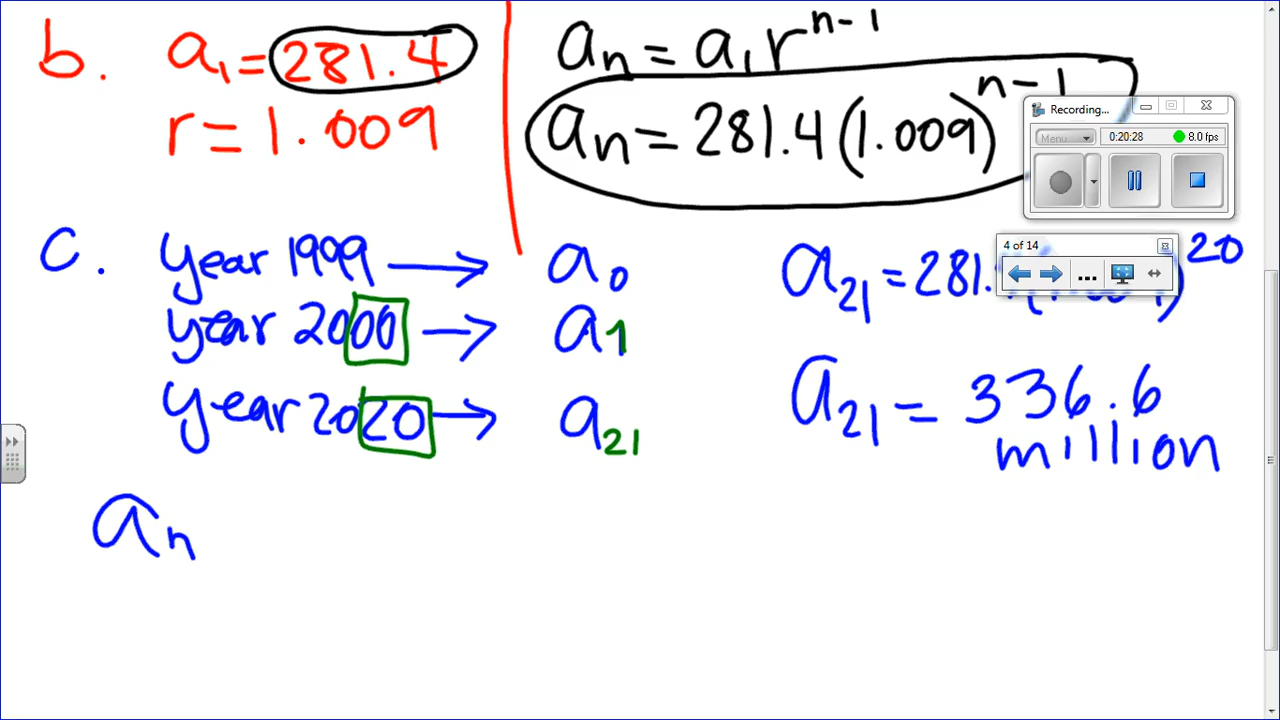 b. a₁ = 281.4
r = 1.009
aₙ = a₁ rⁿ⁻¹
aₙ = 281.4 (1.009)ⁿ⁻¹
Recording...
Menu
0:20:28
8.0 fps
c. year 1999 → a₀
year 2000 → a₁
year 2020 → a₂₁
4 of 14
...
a₂₁ = 281. ²⁰
a₂₁ = 336.6
million
aₙ